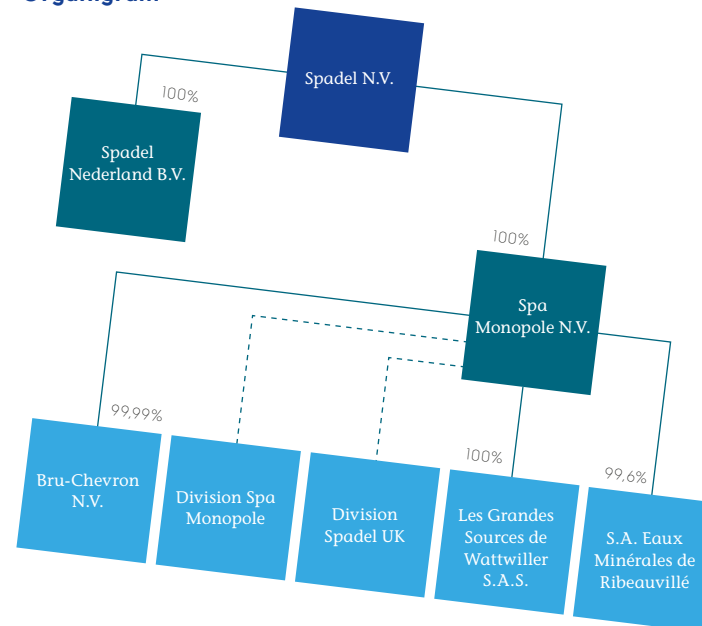 Organigram
Spadel N.V.
100%
Spadel
Nederland B.V.
100%
Spa
Monopole N.V.
99,99%
100%
99,6%
Bru-Chevron
N.V.
Division Spa
Monopole
Division
Spadel UK
Les Grandes
Sources de
Wattwiller
S.A.S.
S.A. Eaux
Minérales de
Ribeauvillé